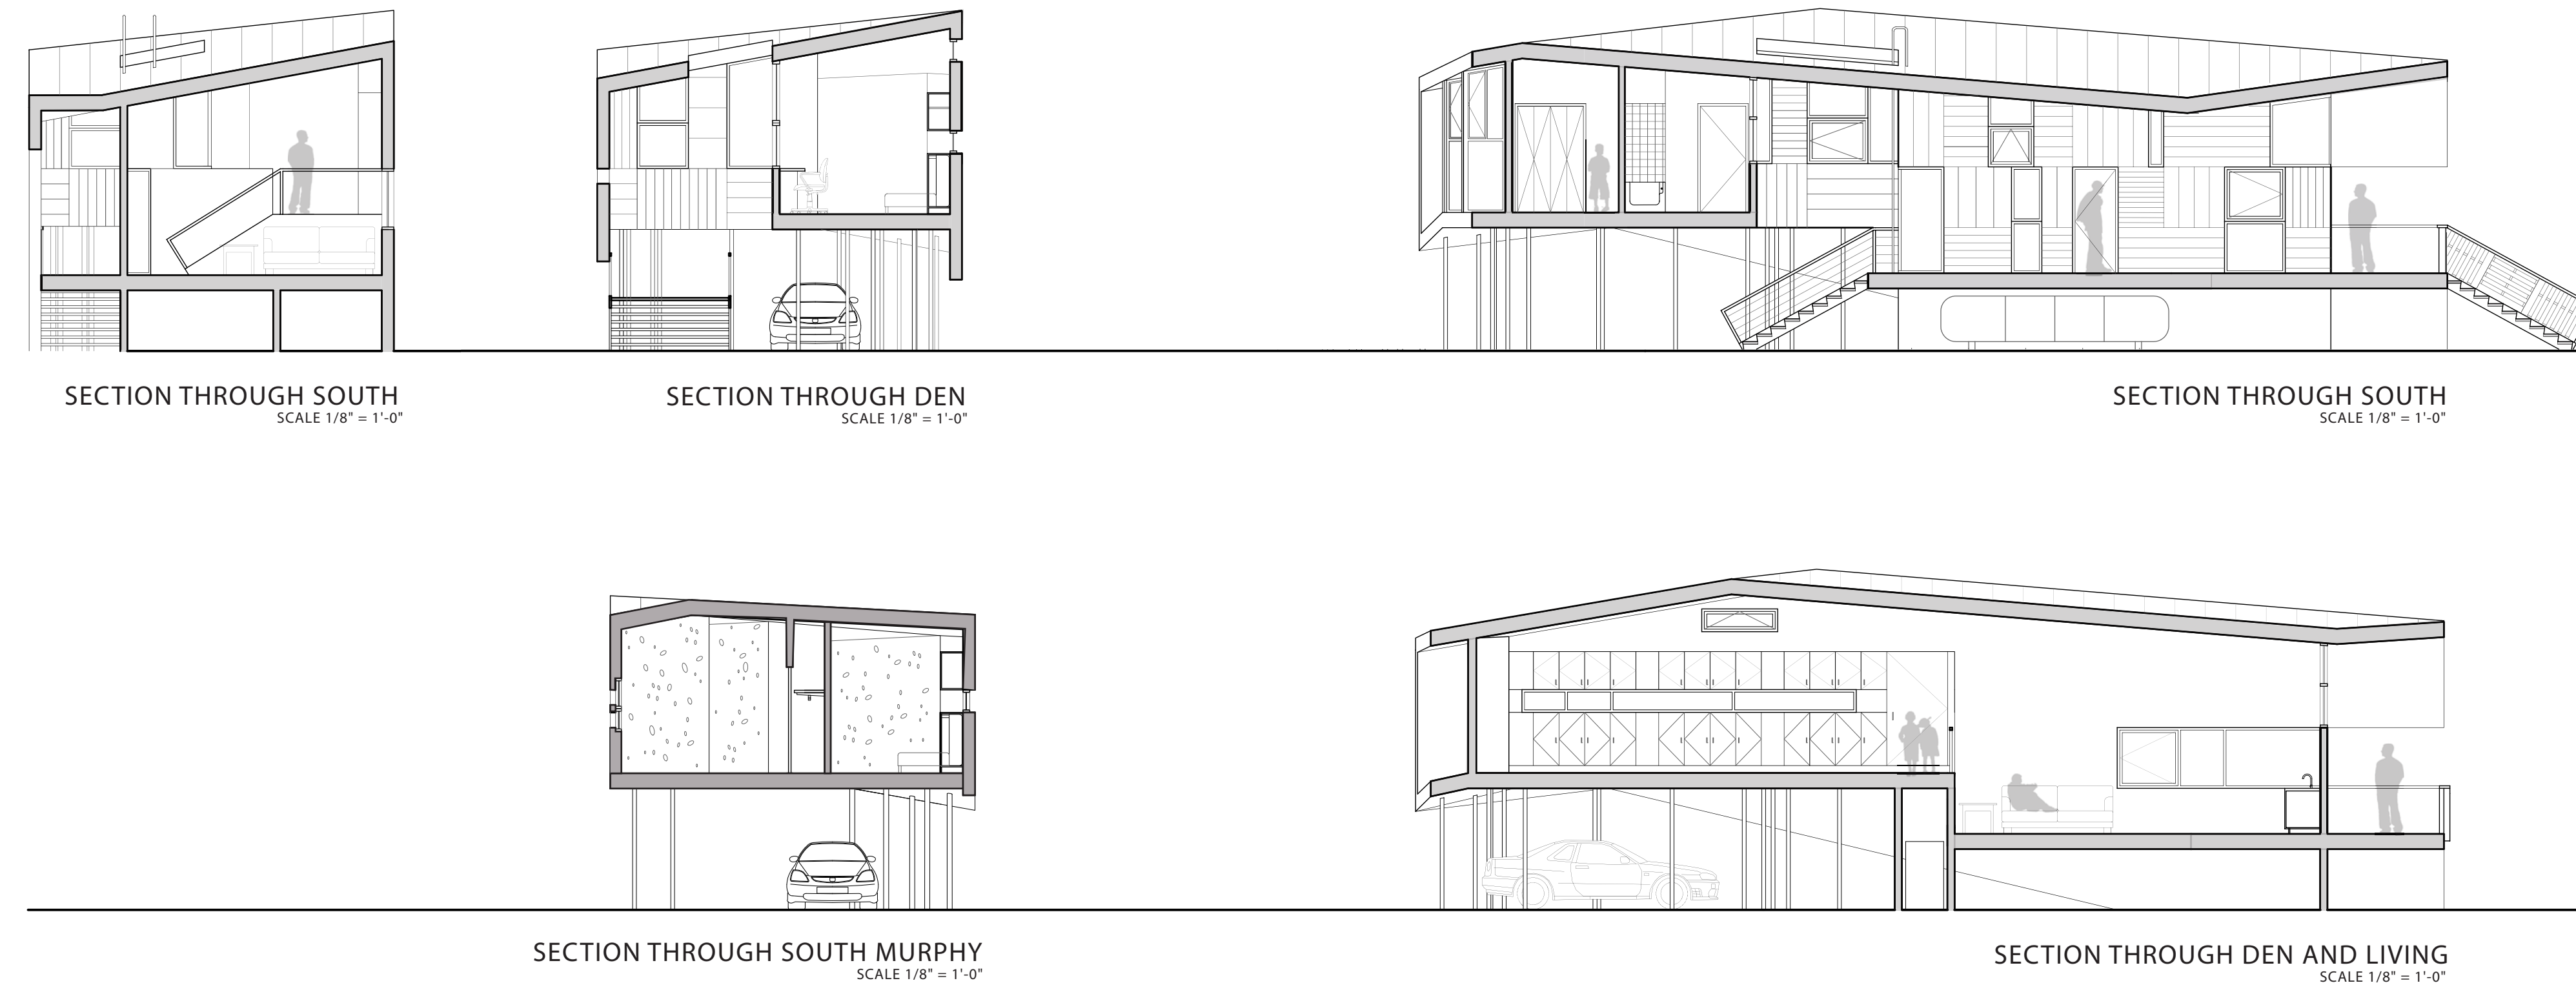 SECTION THROUGH SOUTH
SCALE 1/8" = 1'-0"
SECTION THROUGH DEN
SCALE 1/8" = 1'-0"
SECTION THROUGH SOUTH
SCALE 1/8" = 1'-0"
SECTION THROUGH SOUTH MURPHY
SCALE 1/8" = 1'-0"
SECTION THROUGH DEN AND LIVING
SCALE 1/8" = 1'-0"